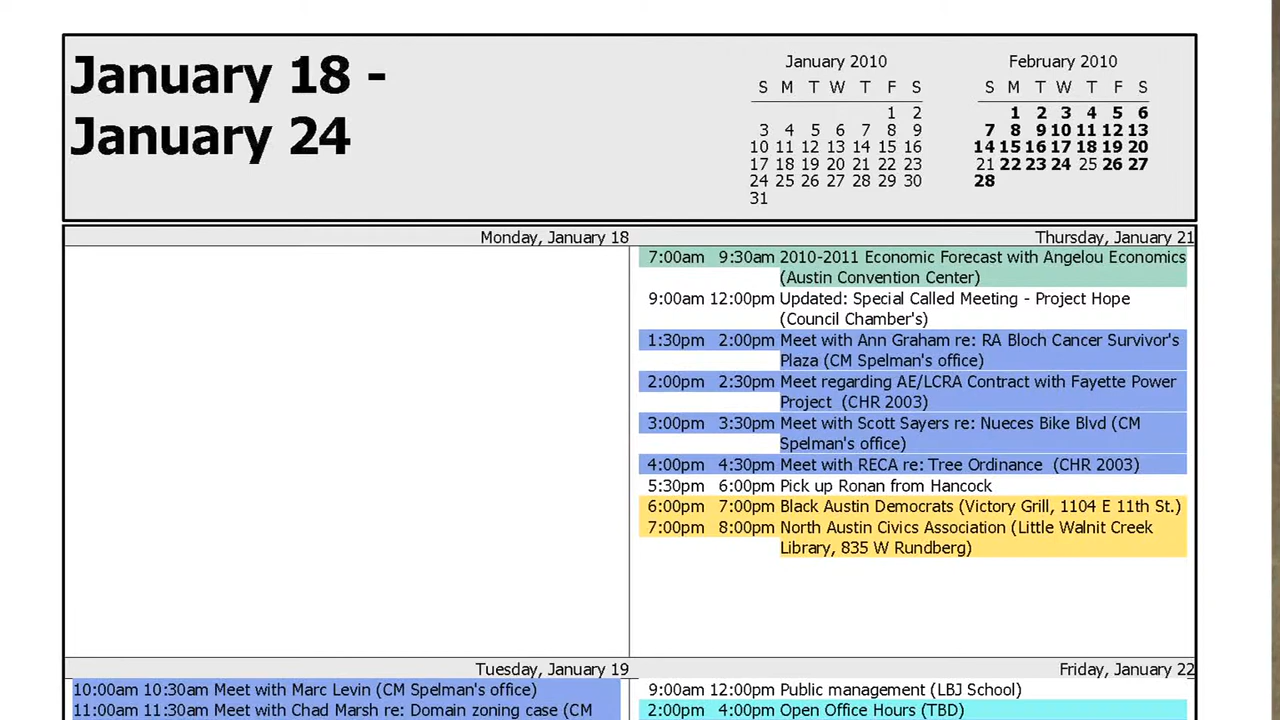 January 18 -
January 24
January 2010
S M T W T F S
1 2
3 4 5 6 7 8 9
10 11 12 13 14 15 16
17 18 19 20 21 22 23
24 25 26 27 28 29 30
31
February 2010
S M T W T F S
1 2 3 4 5 6
7 8 9 10 11 12 13
14 15 16 17 18 19 20
21 22 23 24 25 26 27
28
Monday, January 18
Thursday, January 21
7:00am 9:30am 2010-2011 Economic Forecast with Angelou Economics
(Austin Convention Center)
9:00am 12:00pm Updated: Special Called Meeting - Project Hope
(Council Chamber's)
1:30pm 2:00pm Meet with Ann Graham re: RA Bloch Cancer Survivor's
Plaza (CM Spelman's office)
2:00pm 2:30pm Meet regarding AE/LCRA Contract with Fayette Power
Project (CHR 2003)
3:00pm 3:30pm Meet with Scott Sayers re: Nueces Bike Blvd (CM
Spelman's office)
4:00pm 4:30pm Meet with RECA re: Tree Ordinance (CHR 2003)
5:30pm 6:00pm Pick up Ronan from Hancock
6:00pm 7:00pm Black Austin Democrats (Victory Grill, 1104 E 11th St.)
7:00pm 8:00pm North Austin Civics Association (Little Walnit Creek
Library, 835 W Rundberg)
Tuesday, January 19
10:00am 10:30am Meet with Marc Levin (CM Spelman's office)
11:00am 11:30am Meet with Chad Marsh re: Domain zoning case (CM
Friday, January 22
9:00am 12:00pm Public management (LBJ School)
2:00pm 4:00pm Open Office Hours (TBD)